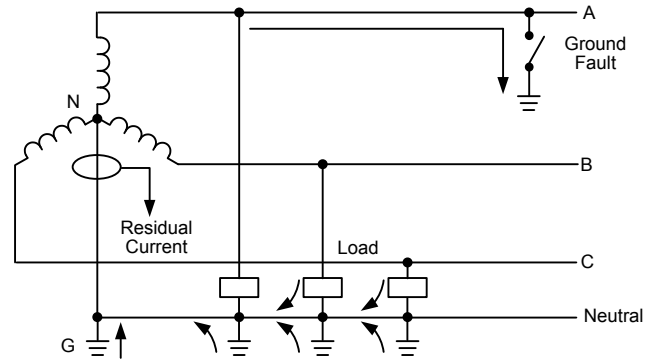 A
Ground
Fault
N
B
Residual
Current
Load
C
Neutral
G